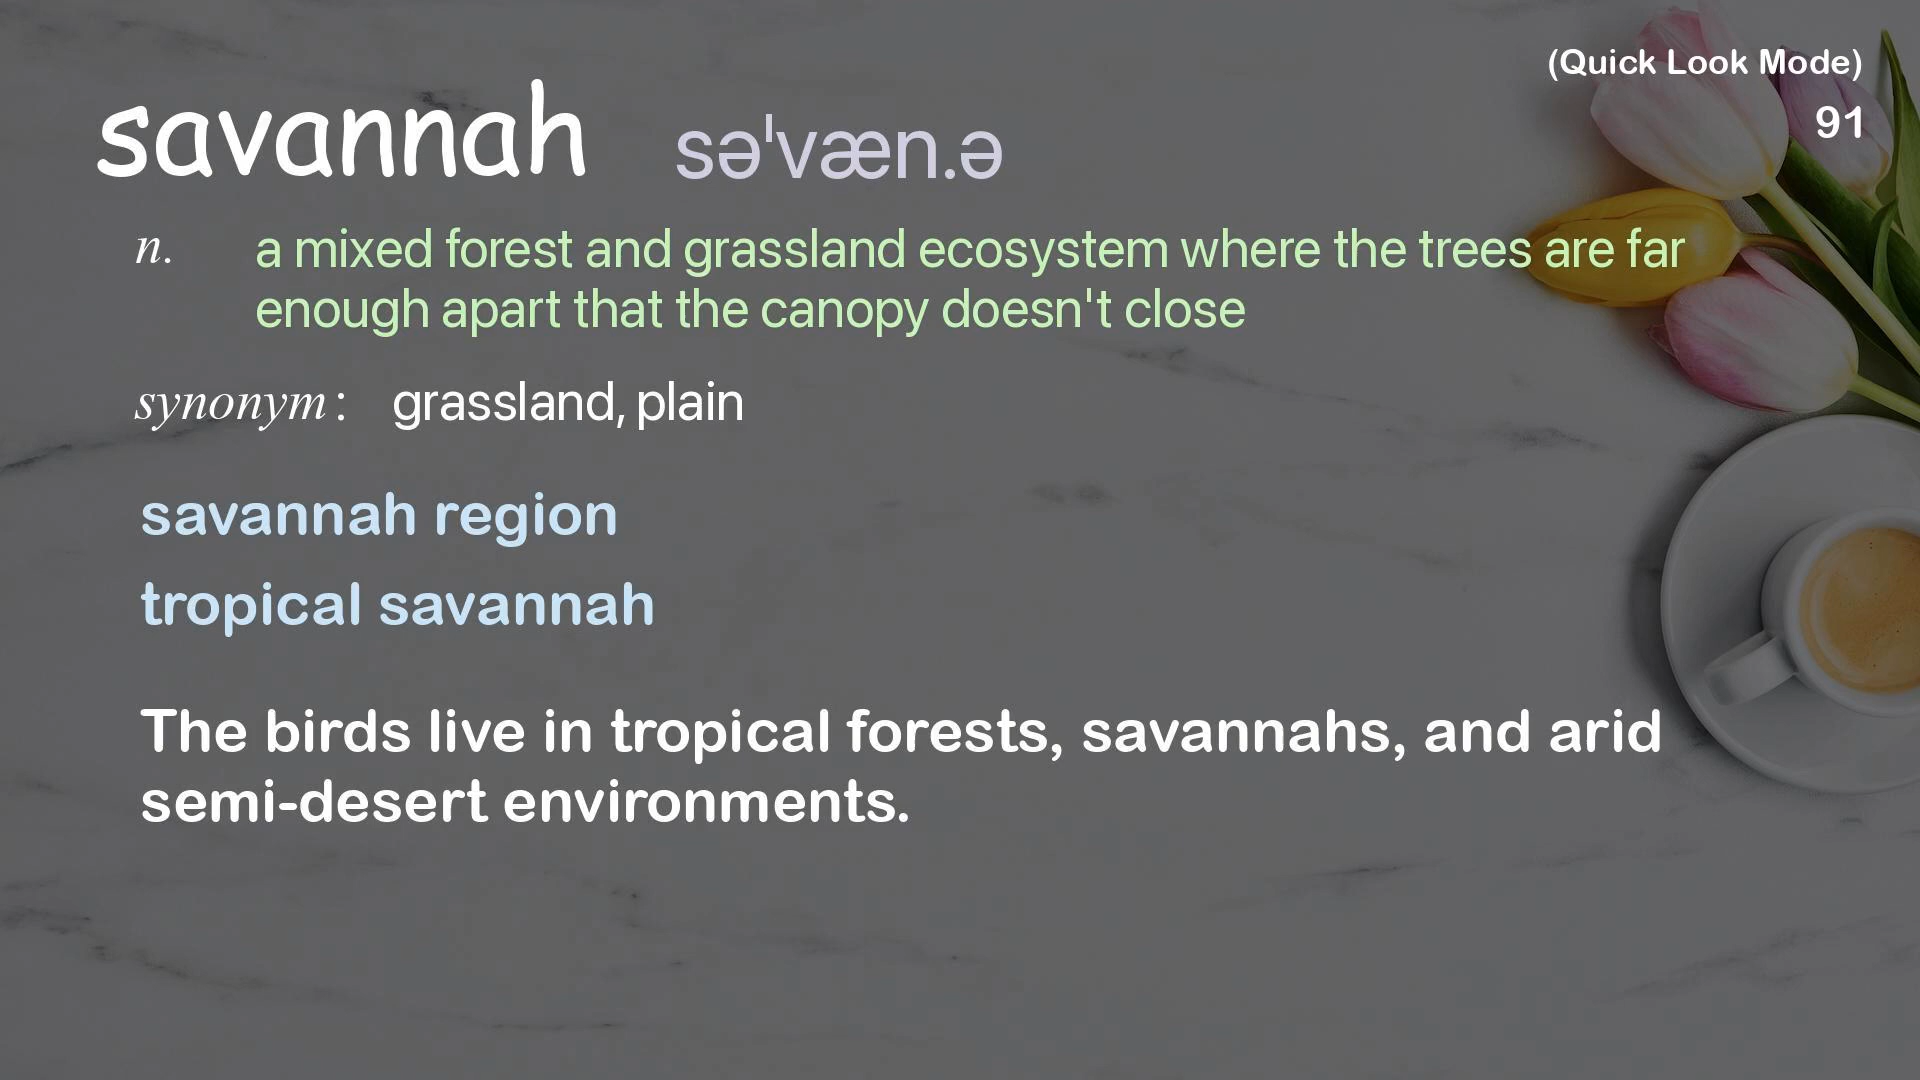 (Quick Look Mode)
91
savannah səˈvæn.ə
n. a mixed forest and grassland ecosystem where the trees are far
enough apart that the canopy doesn't close
synonym: grassland, plain
savannah region
tropical savannah
The birds live in tropical forests, savannahs, and arid
semi-desert environments.